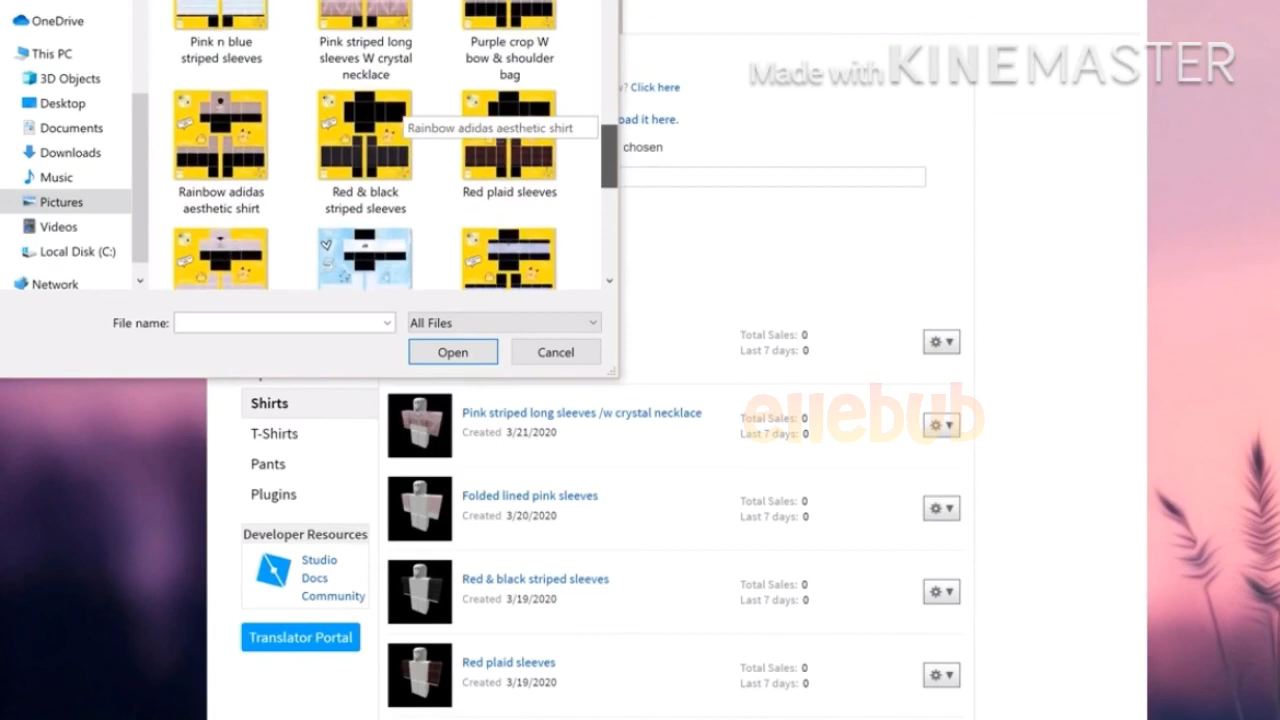 OneDrive
This PC
3D Objects
Desktop
Documents
Downloads
Music
Pictures
Videos
Local Disk (C:)
Network
Pink n blue
striped sleeves
Pink striped long
sleeves W crystal
necklace
Purple crop W
bow & shoulder
bag
Rainbow adidas aesthetic shirt
Rainbow adidas
aesthetic shirt
Red & black
striped sleeves
Red plaid sleeves
File name:
All Files
Open
Cancel
Made with KINEMASTER
? Click here
oad it here.
chosen
Total Sales: 0
Last 7 days: 0
Shirts
T-Shirts
Pants
Plugins
Developer Resources
Studio
Docs
Community
Translator Portal
Pink striped long sleeves /w crystal necklace
Created 3/21/2020
Total Sales: 0
Last 7 days: 0
ellebub
Folded lined pink sleeves
Created 3/20/2020
Total Sales: 0
Last 7 days: 0
Red & black striped sleeves
Created 3/19/2020
Total Sales: 0
Last 7 days: 0
Red plaid sleeves
Created 3/19/2020
Total Sales: 0
Last 7 days: 0